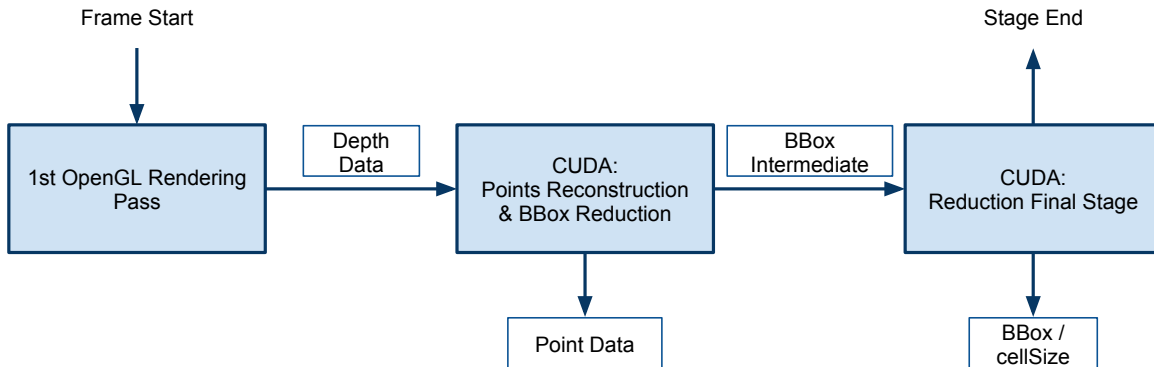 Frame Start
Stage End
1st OpenGL Rendering
Pass
Depth
Data
CUDA:
Points Reconstruction
& BBox Reduction
BBox
Intermediate
CUDA:
Reduction Final Stage
Point Data
BBox /
cellSize